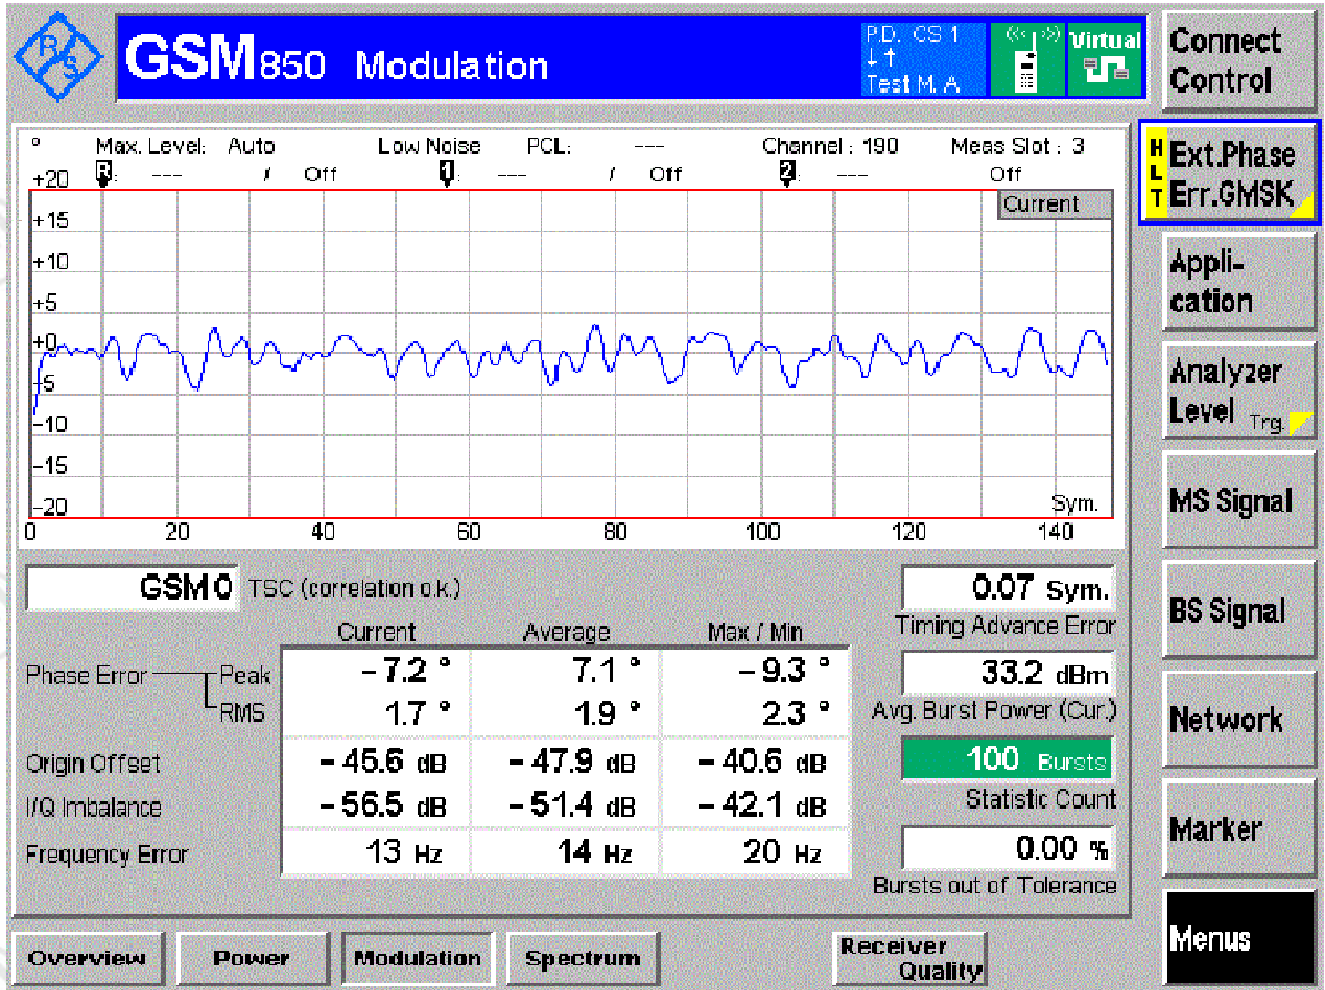 R S
GSM850 Modulation
P.D. CS 1
Test M. A.
Virtual
Connect Control
° Max. Level: Auto Low Noise PCL: --- Channel : 190 Meas Slot : 3
R: --- / Off 1: --- / Off 2: --- Off
Current
+20
+15
+10
+5
+0
-5
-10
-15
-20
Sym.
0 20 40 60 80 100 120 140
GSM 0 TSC (correlation o.k.)
0.07 Sym.
Timing Advance Error
Current Average Max / Min
Phase Error Peak -7.2 ° 7.1 ° -9.3 °
RMS 1.7 ° 1.9 ° 2.3 °
33.2 dBm
Avg. Burst Power (Cur.)
Origin Offset -45.6 dB -47.9 dB -40.6 dB
100 Bursts
Statistic Count
I/Q Imbalance -56.5 dB -51.4 dB -42.1 dB
Frequency Error 13 Hz 14 Hz 20 Hz
0.00 %
Bursts out of Tolerance
HLT
Ext.Phase
Err.GMSK
Appli-
cation
Analyzer
Level Trg.
MS Signal
BS Signal
Network
Marker
Menus
Overview Power Modulation Spectrum
Receiver
Quality